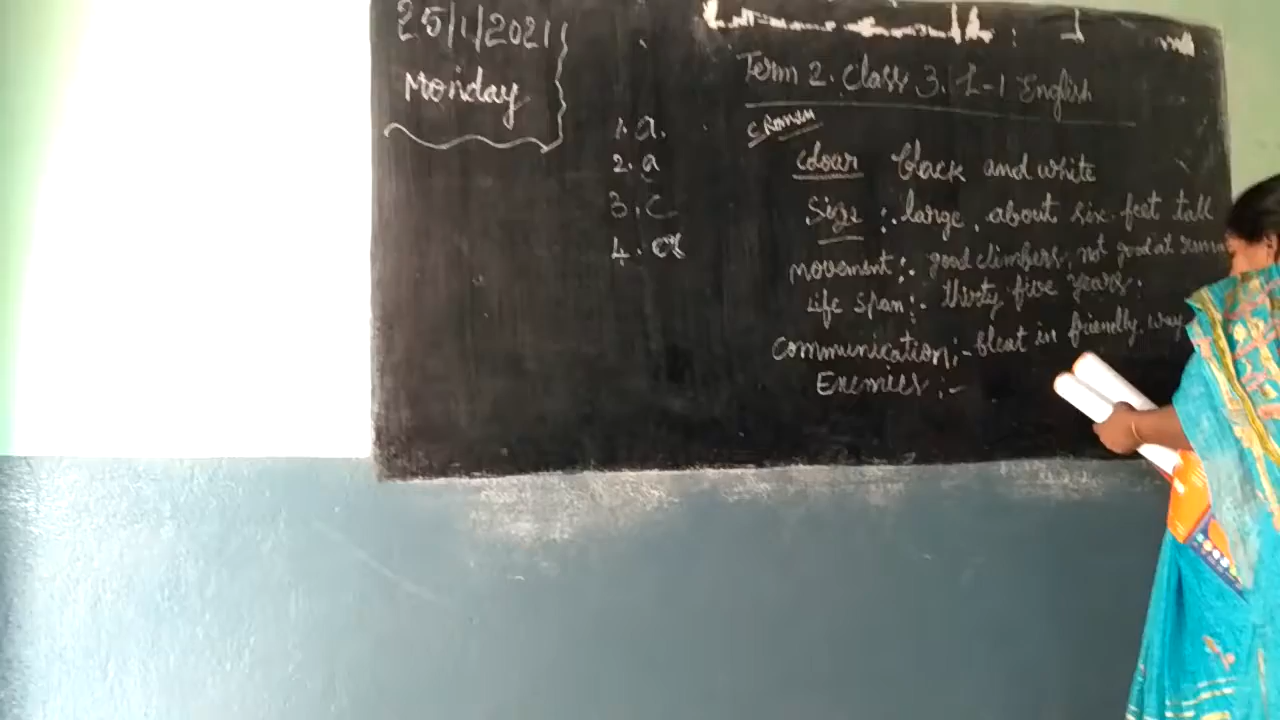 25/1/2021
Monday
1. a.
2. a
3. c
4. a
Term 2. Class 3. L-1 English
Colour black and white
Size :. large, about six feet tall
movement :. good climbers, not good at
Life span :- thirty five years.
Communication :- bleat in friendly way
Enemies :-